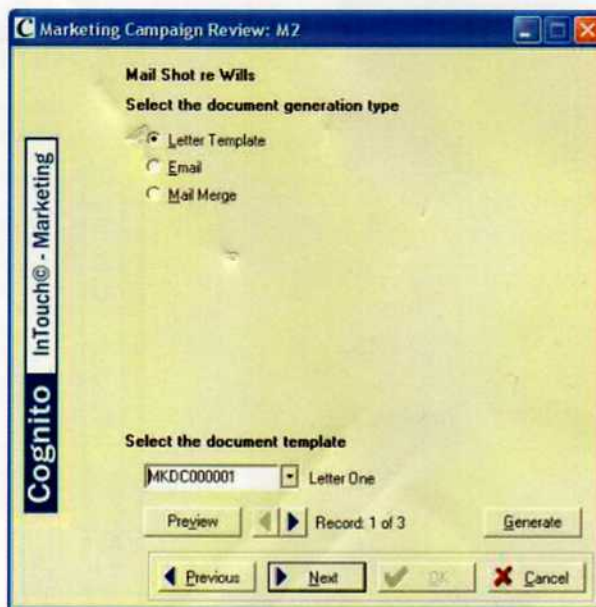 Marketing Campaign Review: M2
Mail Shot re Wills
Select the document generation type
Letter Template
Email
Mail Merge
Cognito InTouch© - Marketing
Select the document template
MKDC000001 Letter One
Preview Record: 1 of 3 Generate
Previous Next OK Cancel